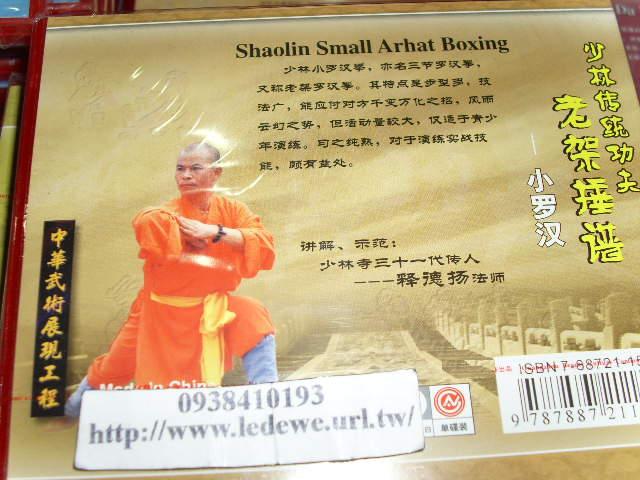 Shaolin Small Arhat Boxing
少林小罗汉拳，亦名三节罗汉拳，
又称老架罗汉拳。其特点是步型多，技
法广，能应付对方千变万化之招，风雨
云幻之势，但活动量较大，仅适于青少
年演练。习之纯熟，对于演练实战技
能，颇有益处。
少林传统功夫
老架捶谱
小罗汉
讲解、示范：
少林寺三十一代传人
———释德扬法师
中華武術展現工程
Made in China
0938410193
http://www.ledewe.url.tw/
单碟装
ISBN 7-88721-15
9 787887 211